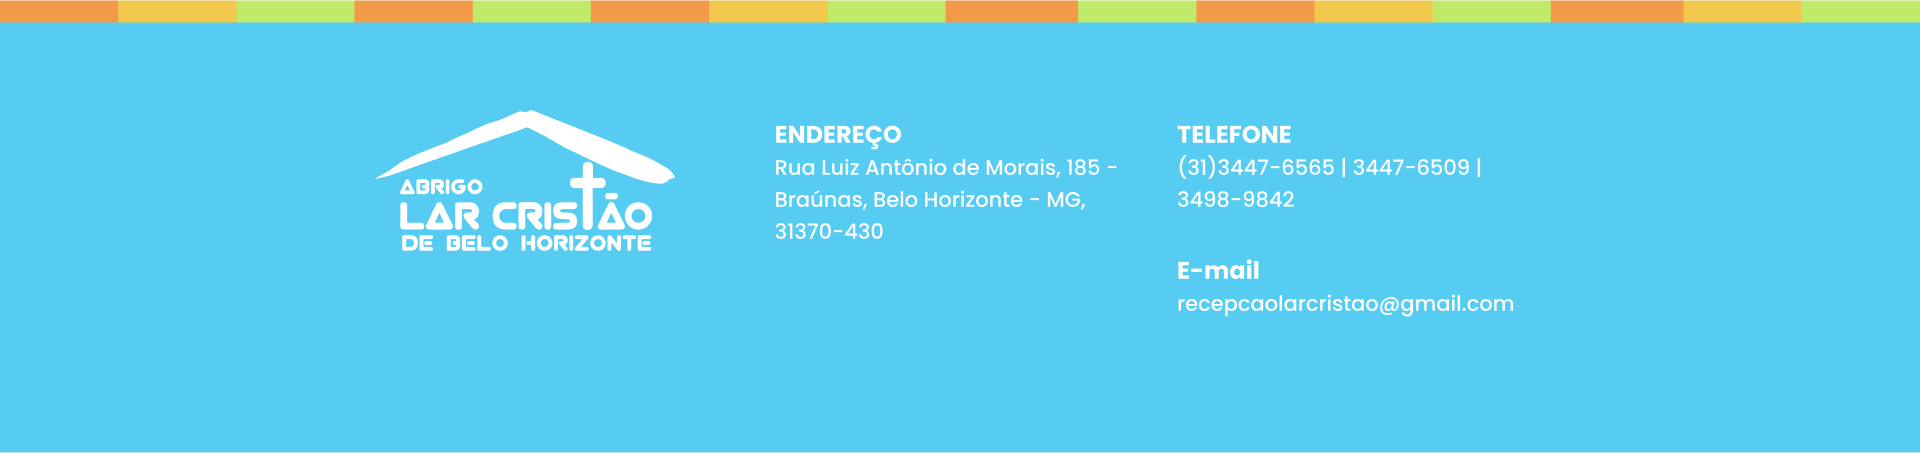 ABRIGO
LAR CRISTÃO
DE BELO HORIZONTE
ENDEREÇO
Rua Luiz Antônio de Morais, 185 -
Braúnas, Belo Horizonte - MG,
31370-430
TELEFONE
(31)3447-6565 | 3447-6509 |
3498-9842
E-mail
recepcaolarcristao@gmail.com